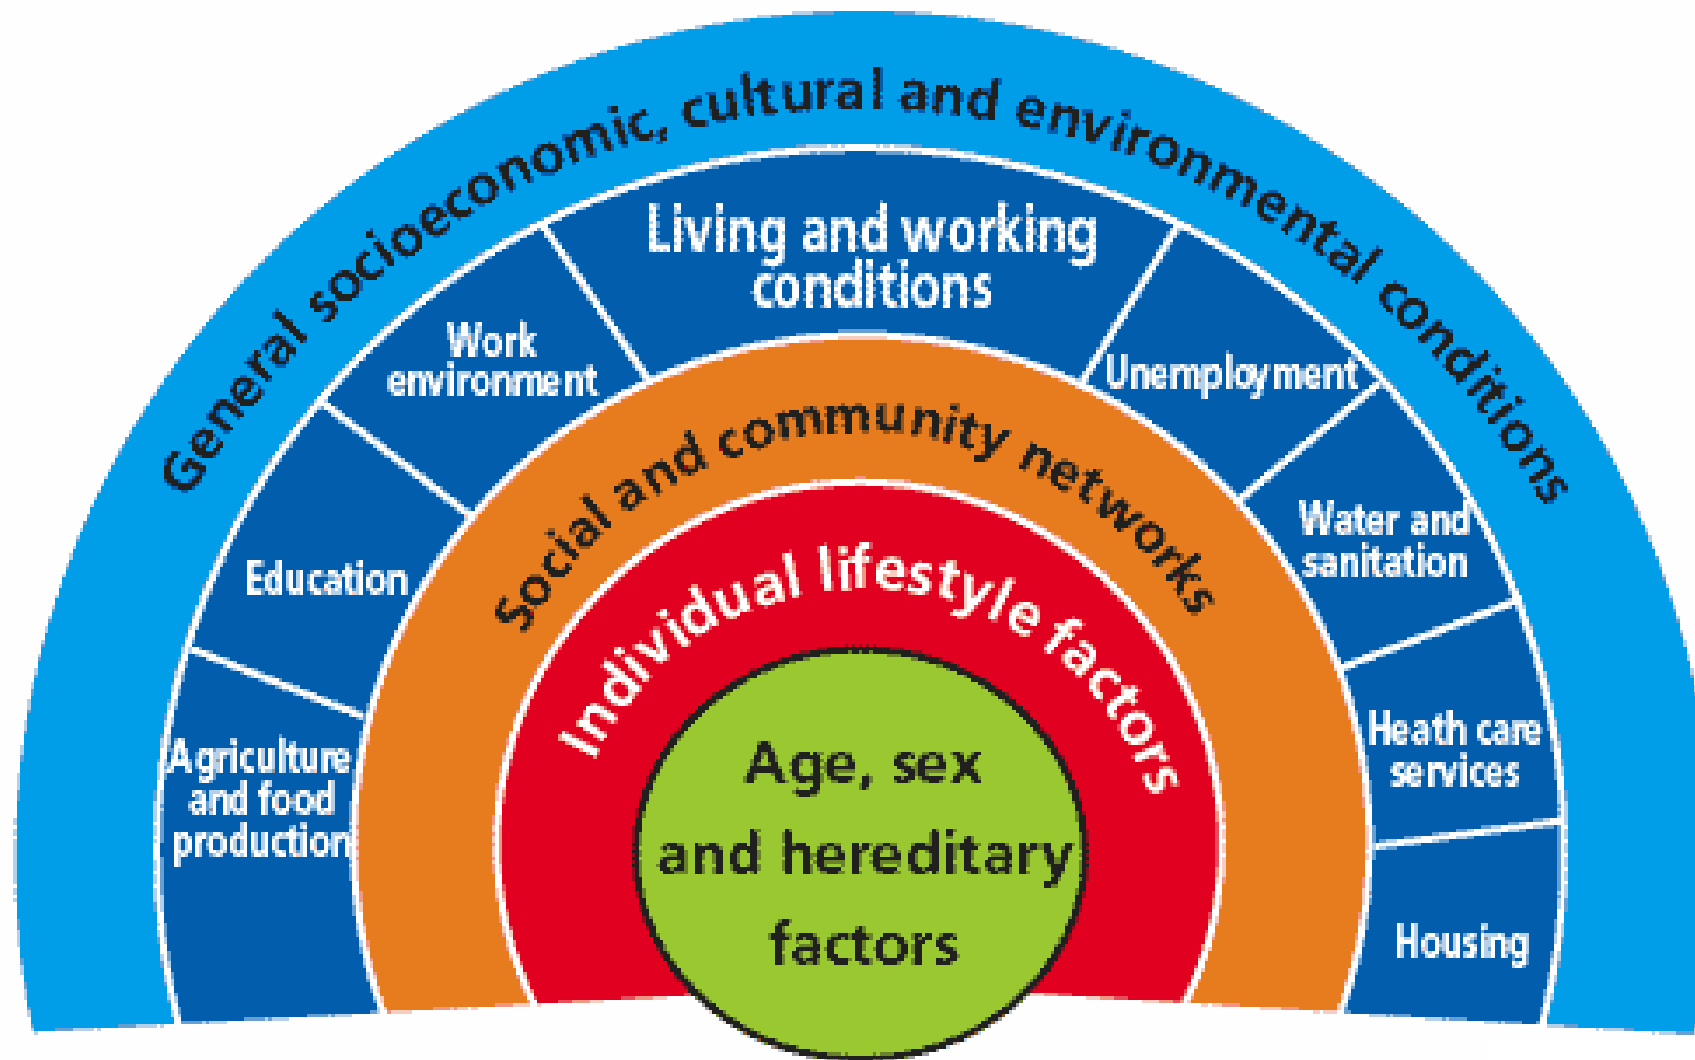 General socioeconomic, cultural and environmental conditions
Living and working
conditions
Work
environment
Unemployment
Education
Water and
sanitation
Agriculture
and food
production
Heath care
services
Housing
Social and community networks
Individual lifestyle factors
Age, sex
and hereditary
factors